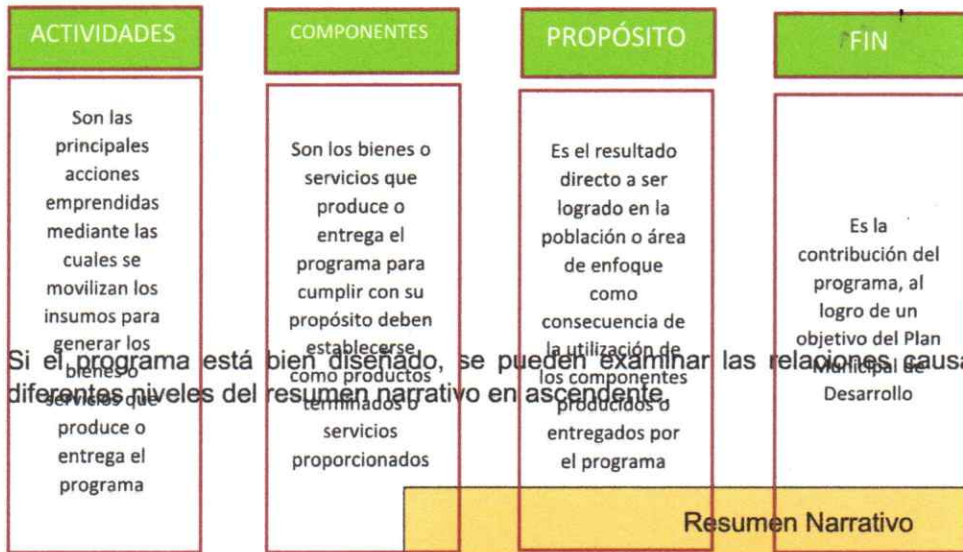 ACTIVIDADES
Son las
principales
acciones
emprendidas
mediante las
cuales se
movilizan los
insumos para
generar los
bienes o
servicios que
produce o
entrega el
programa
COMPONENTES
Son los bienes o
servicios que
produce o
entrega el
programa para
cumplir con su
propósito deben
establecerse
como productos
terminados o
servicios
proporcionados
PROPÓSITO
Es el resultado
directo a ser
logrado en la
población o área
de enfoque
como
consecuencia de
la utilización de
los componentes
producidos o
entregados por
el programa
FIN
Es la
contribución del
programa, al
logro de un
objetivo del Plan
Municipal de
Desarrollo
Si el programa está bien diseñado, se pueden examinar las relaciones causa
diferentes niveles del resumen narrativo en ascendente.
Resumen Narrativo